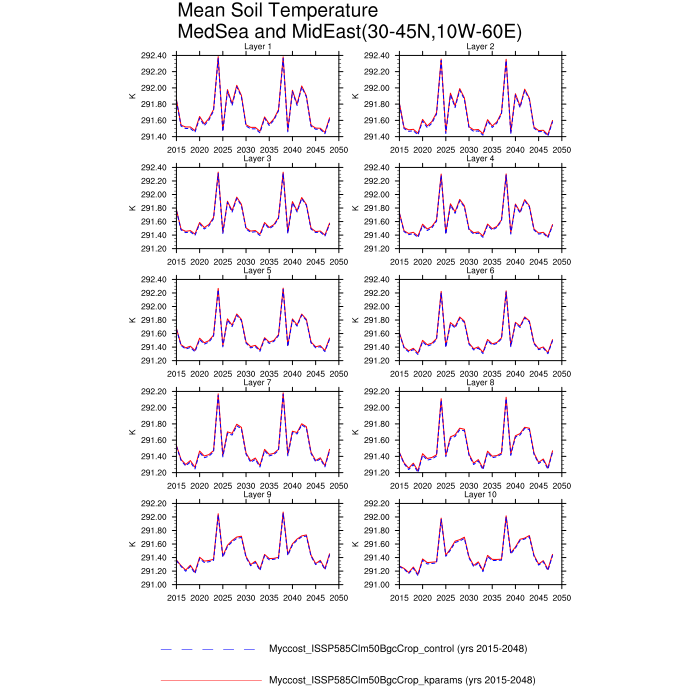 Mean Soil Temperature
MedSea and MidEast(30-45N,10W-60E)
Layer 1
Layer 2
292.40
292.20
292.00
291.80
291.60
291.40
K
2015 2020 2025 2030 2035 2040 2045 2050
292.40
292.20
292.00
291.80
291.60
291.40
K
2015 2020 2025 2030 2035 2040 2045 2050
Layer 3
Layer 4
292.40
292.20
292.00
291.80
291.60
291.40
291.20
K
2015 2020 2025 2030 2035 2040 2045 2050
292.40
292.20
292.00
291.80
291.60
291.40
291.20
K
2015 2020 2025 2030 2035 2040 2045 2050
Layer 5
Layer 6
292.40
292.20
292.00
291.80
291.60
291.40
291.20
K
2015 2020 2025 2030 2035 2040 2045 2050
292.40
292.20
292.00
291.80
291.60
291.40
291.20
K
2015 2020 2025 2030 2035 2040 2045 2050
Layer 7
Layer 8
292.20
292.00
291.80
291.60
291.40
291.20
K
2015 2020 2025 2030 2035 2040 2045 2050
292.20
292.00
291.80
291.60
291.40
291.20
K
2015 2020 2025 2030 2035 2040 2045 2050
Layer 9
Layer 10
292.20
292.00
291.80
291.60
291.40
291.20
291.00
K
2015 2020 2025 2030 2035 2040 2045 2050
292.20
292.00
291.80
291.60
291.40
291.20
291.00
K
2015 2020 2025 2030 2035 2040 2045 2050
Myccost_ISSP585Clm50BgcCrop_control (yrs 2015-2048)
Myccost_ISSP585Clm50BgcCrop_kparams (yrs 2015-2048)